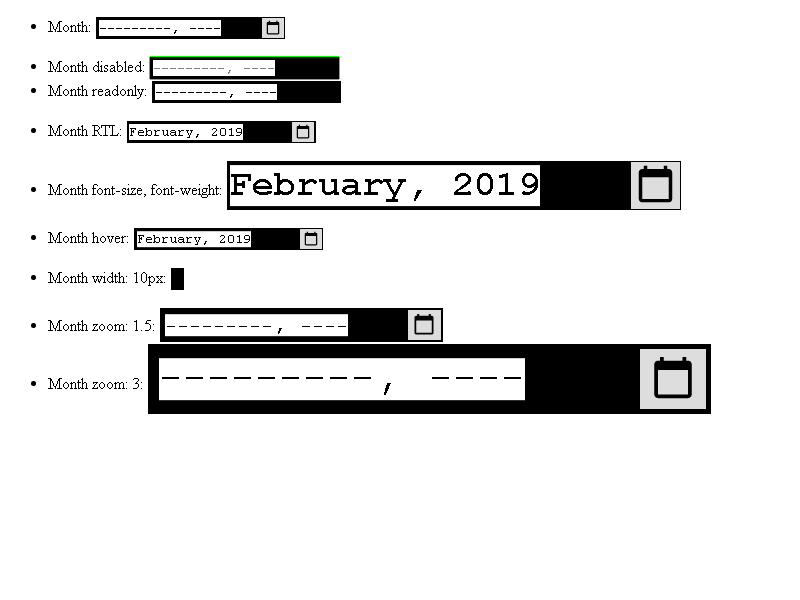 Month: ---------, ----
Month disabled: ---------, ----
Month readonly: ---------, ----
Month RTL: February, 2019
Month font-size, font-weight: February, 2019
Month hover: February, 2019
Month width: 10px:
Month zoom: 1.5: ---------, ----
Month zoom: 3: ---------, ----